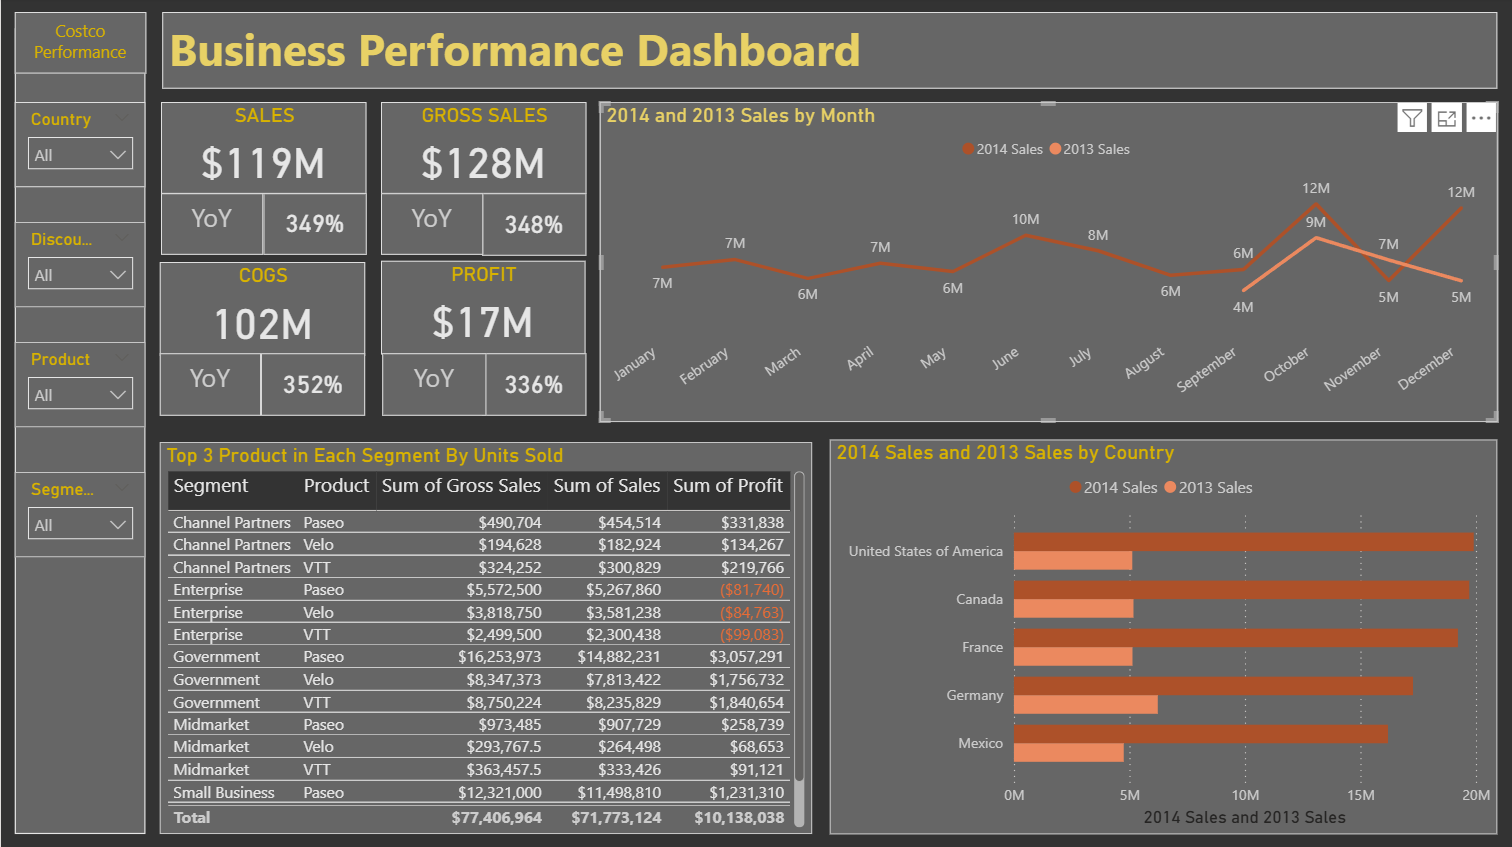 Costco
Performance
Business Performance Dashboard
Country
All
Discou...
All
Product
All
Segme...
All
SALES
$119M
YoY
349%
GROSS SALES
$128M
YoY
348%
COGS
102M
YoY
352%
PROFIT
$17M
YoY
336%
2014 and 2013 Sales by Month
2014 Sales 2013 Sales
7M
7M
6M
7M
6M
10M
8M
6M
6M
4M
12M
9M
7M
5M
12M
5M
January February March April May June July August September October November December
Top 3 Product in Each Segment By Units Sold
Segment Product Sum of Gross Sales Sum of Sales Sum of Profit
Channel Partners Paseo $490,704 $454,514 $331,838
Channel Partners Velo $194,628 $182,924 $134,267
Channel Partners VTT $324,252 $300,829 $219,766
Enterprise Paseo $5,572,500 $5,267,860 ($81,740)
Enterprise Velo $3,818,750 $3,581,238 ($84,763)
Enterprise VTT $2,499,500 $2,300,438 ($99,083)
Government Paseo $16,253,973 $14,882,231 $3,057,291
Government Velo $8,347,373 $7,813,422 $1,756,732
Government VTT $8,750,224 $8,235,829 $1,840,654
Midmarket Paseo $973,485 $907,729 $258,739
Midmarket Velo $293,767.5 $264,498 $68,653
Midmarket VTT $363,457.5 $333,426 $91,121
Small Business Paseo $12,321,000 $11,498,810 $1,231,310
Total $77,406,964 $71,773,124 $10,138,038
2014 Sales and 2013 Sales by Country
2014 Sales 2013 Sales
United States of America
Canada
France
Germany
Mexico
0M 5M 10M 15M 20M
2014 Sales and 2013 Sales